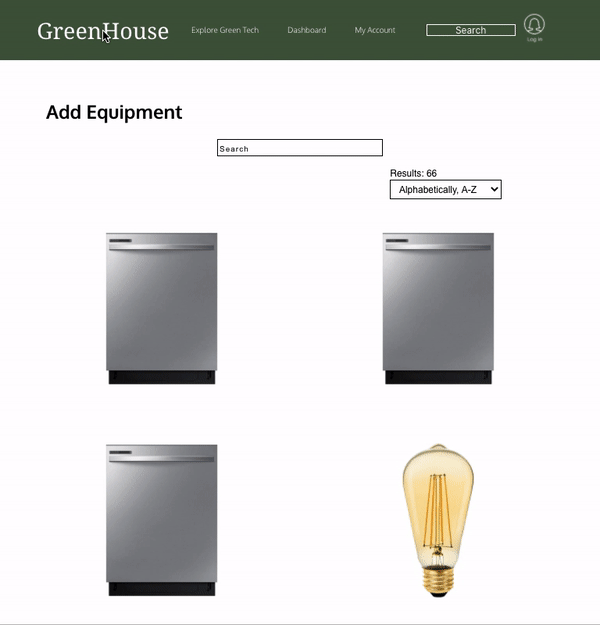 GreenHouse
Explore Green Tech
Dashboard
My Account
Search
Log In
Add Equipment
Search
Results: 66
Alphabetically, A-Z